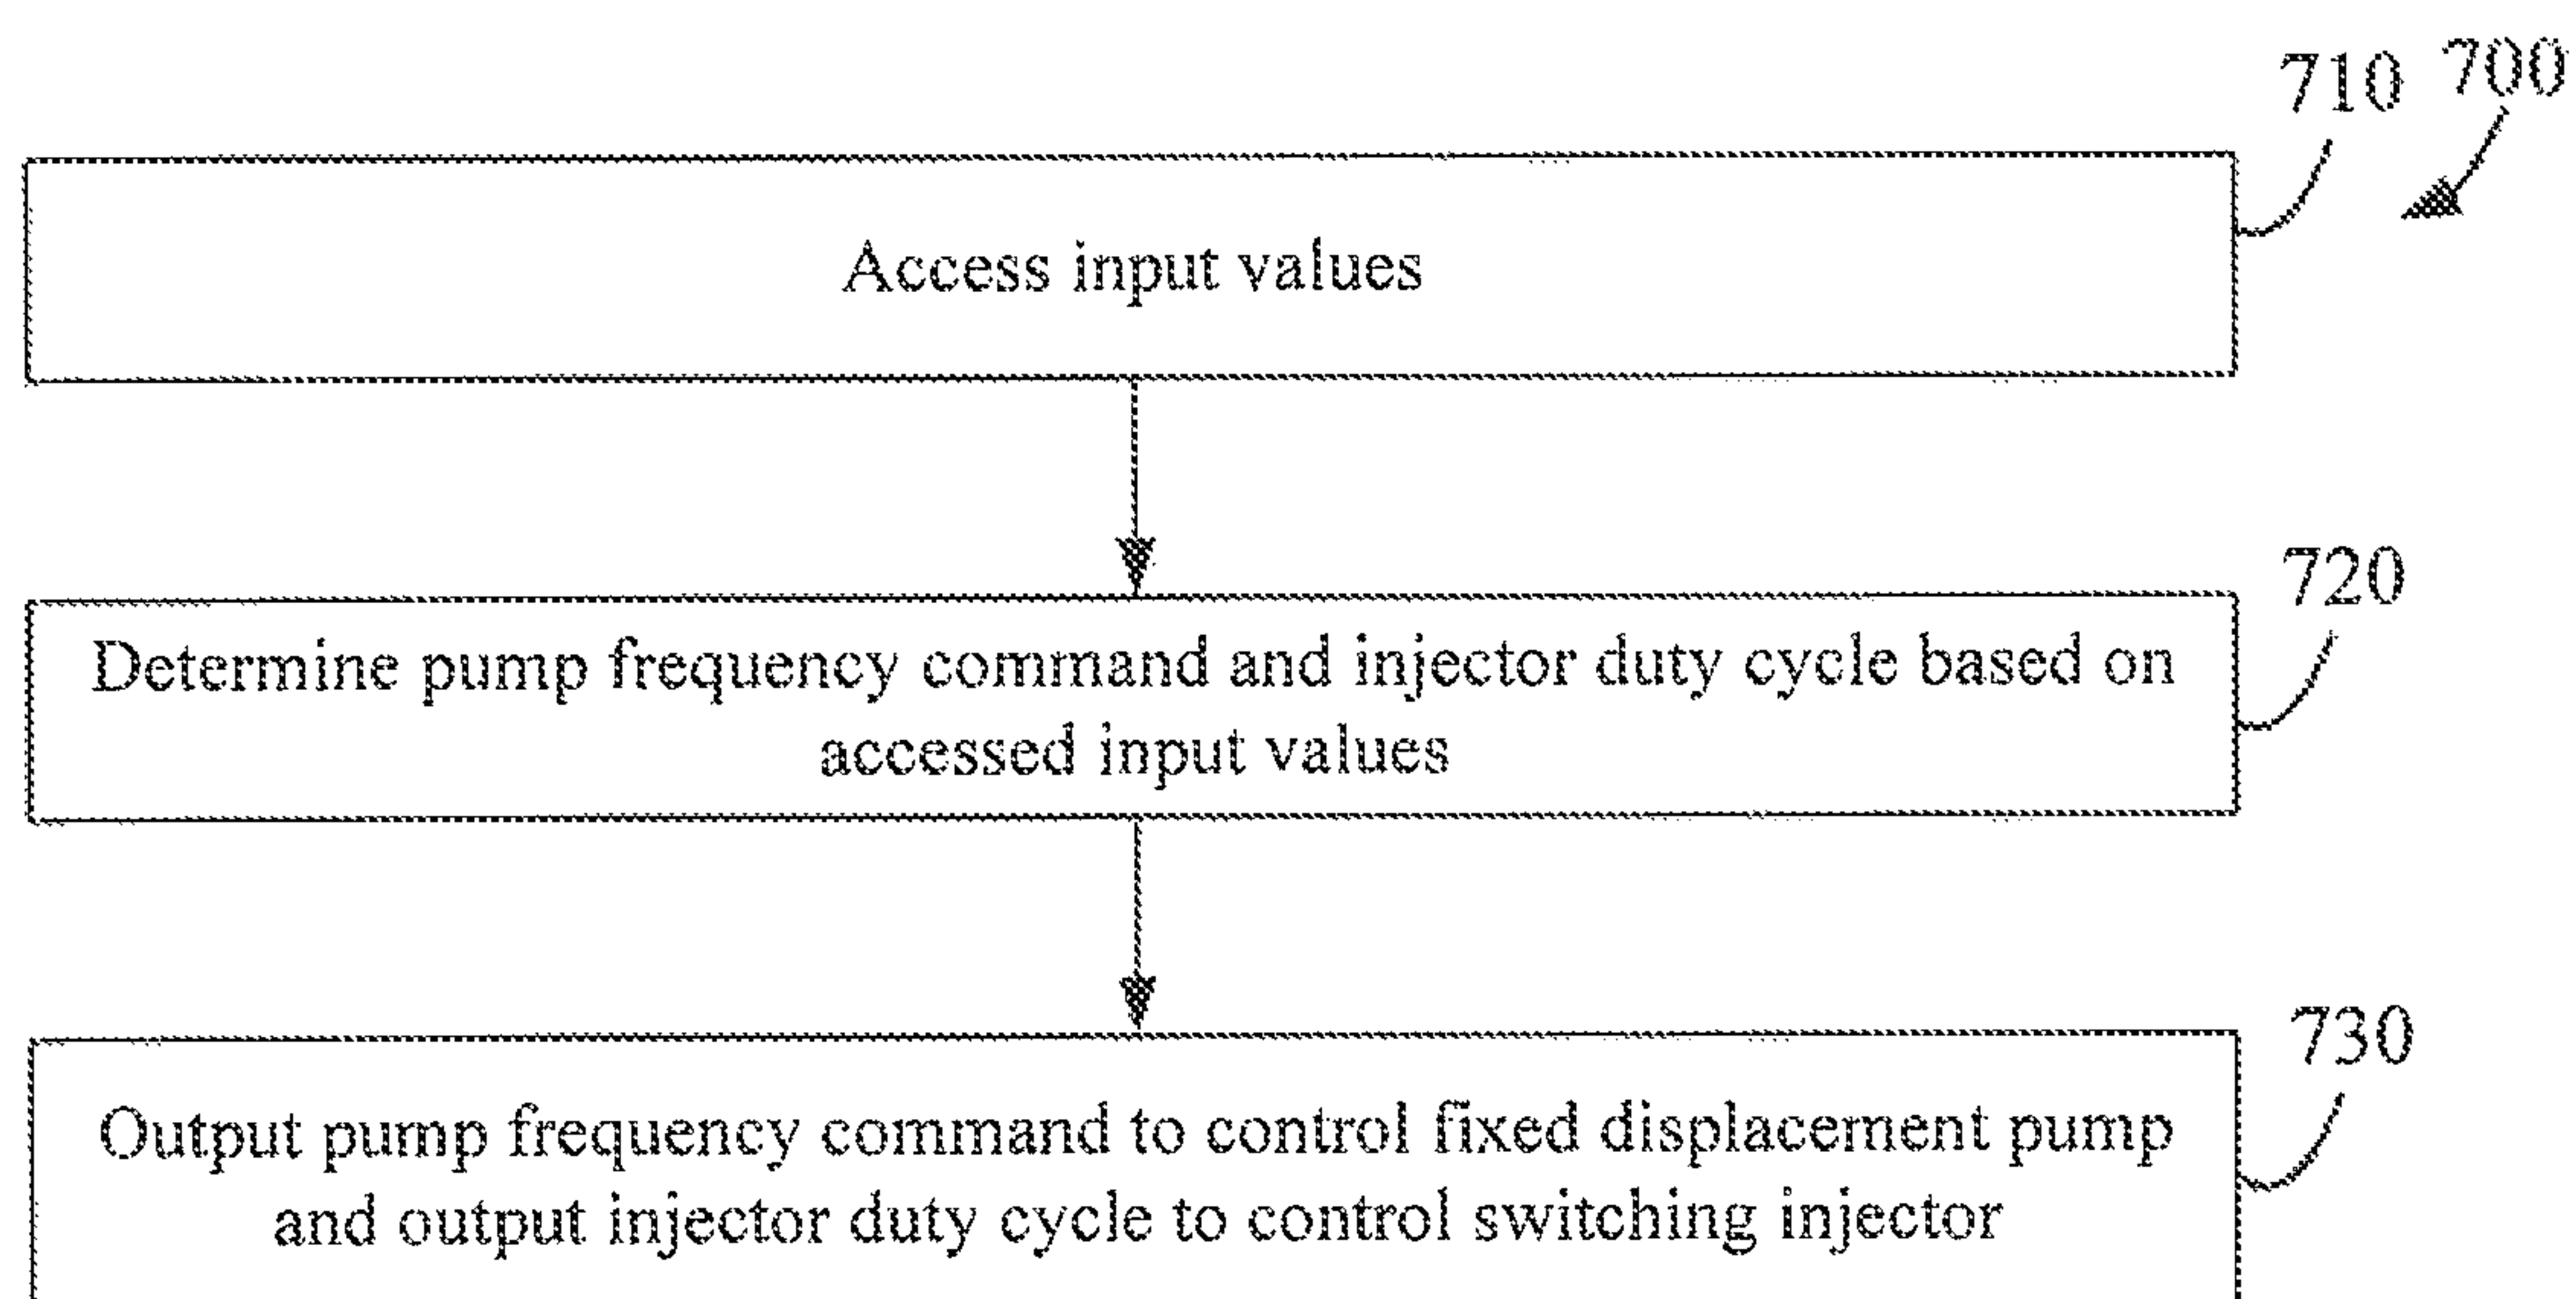 710 700
Access input values
720
Determine pump frequency command and injector duty cycle based on
accessed input values
730
Output pump frequency command to control fixed displacement pump
and output injector duty cycle to control switching injector